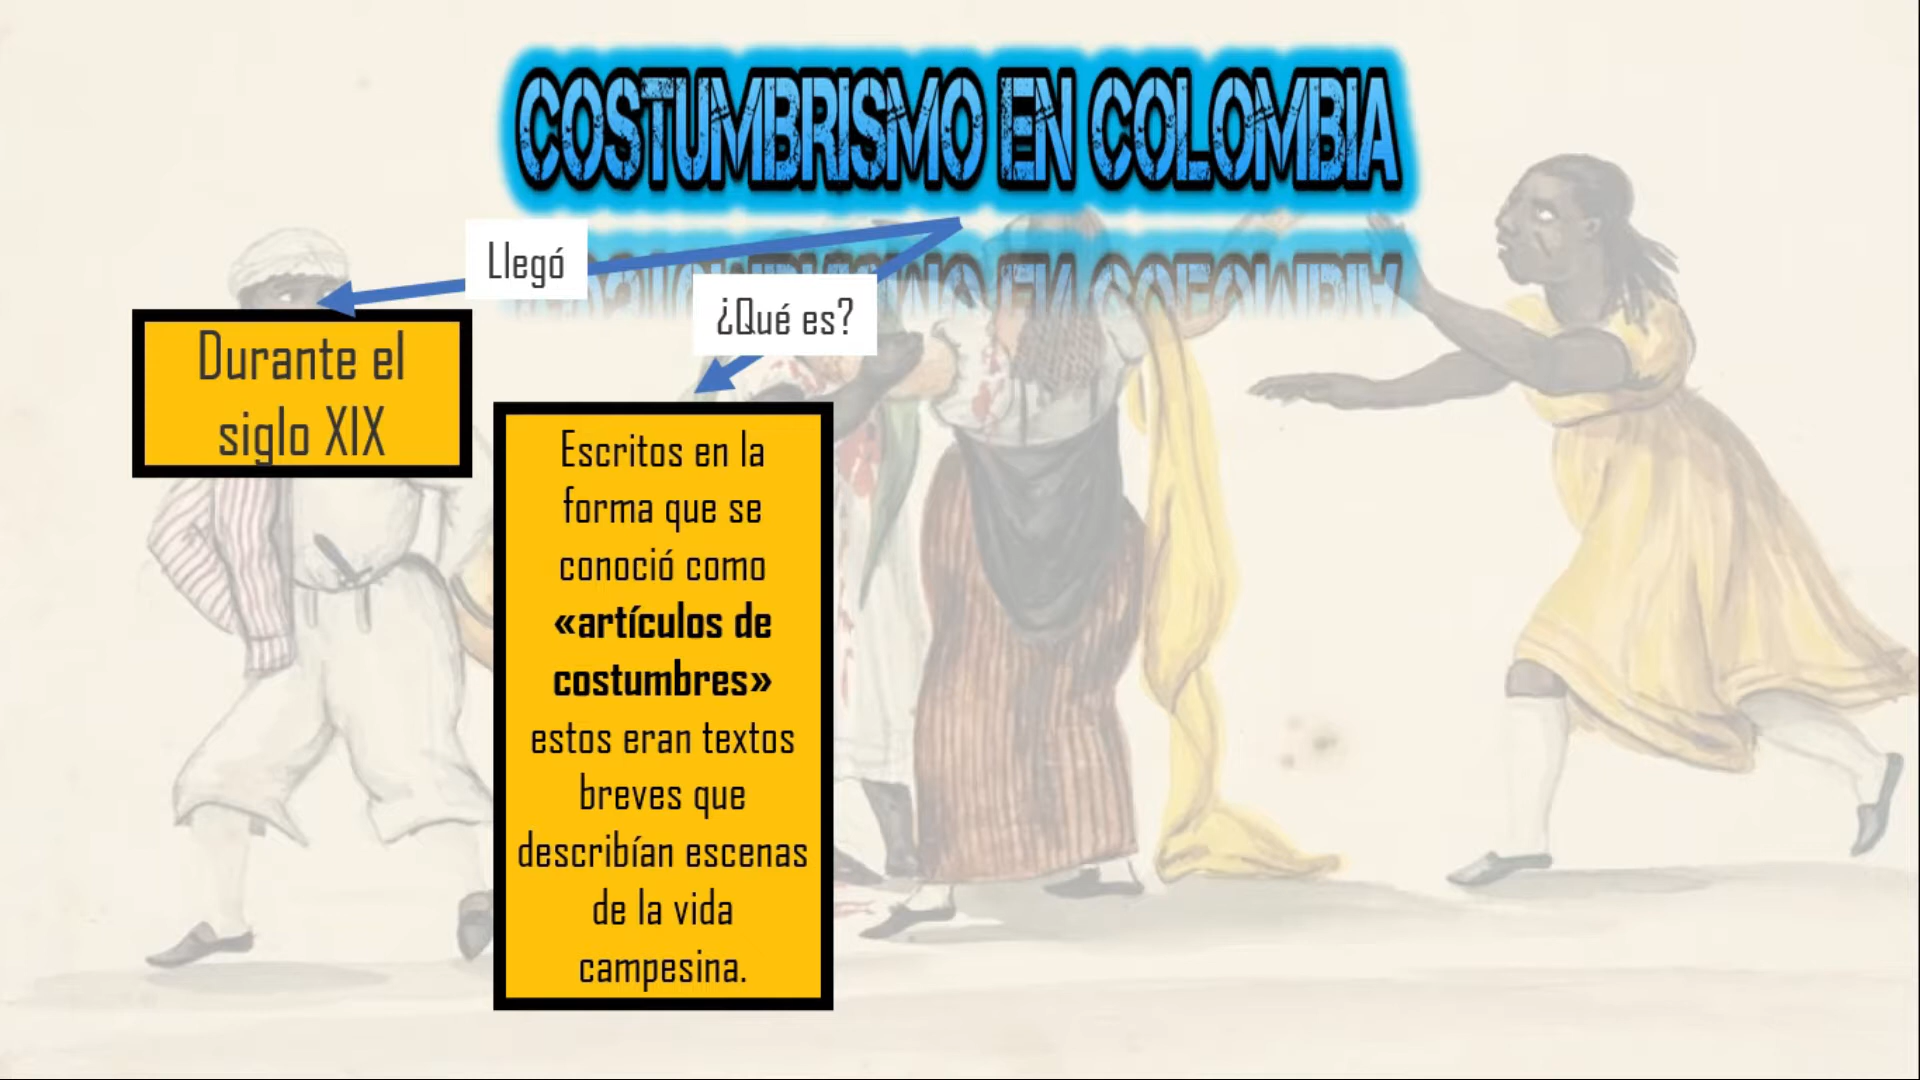 COSTUMBRISMO EN COLOMBIA
Llegó
¿Qué es?
Durante el
siglo XIX
Escritos en la
forma que se
conoció como
«artículos de
costumbres»
estos eran textos
breves que
describían escenas
de la vida
campesina.